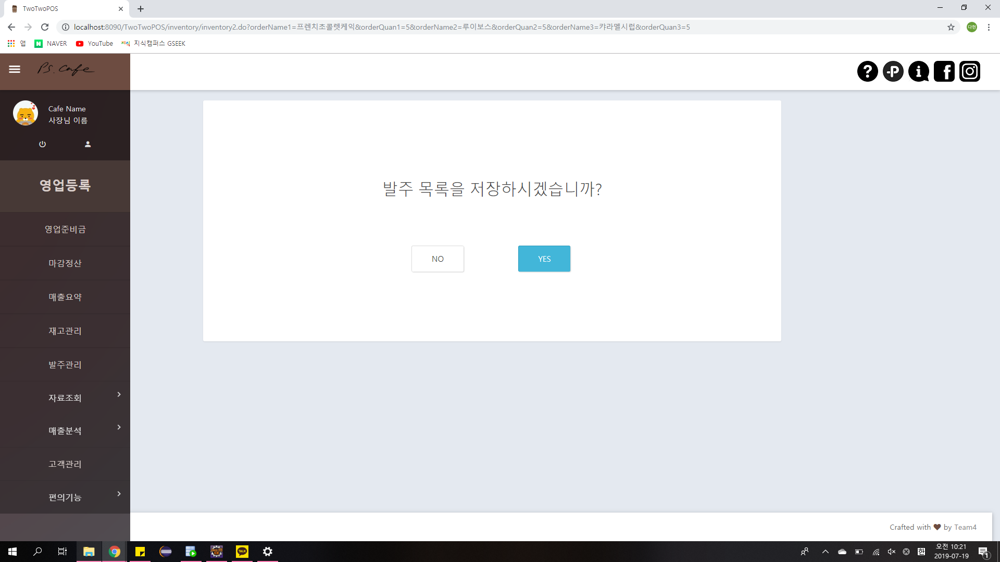 TwoTwoPOS
localhost:8090/TwoTwoPOS/inventory/inventory2.do?orderName1=프렌치초콜렛케익&orderQuan1=5&orderName2=루이보스&orderQuan2=5&orderName3=캬라멜시럽&orderQuan3=5
다현
앱 NAVER YouTube 지식캠퍼스 GSEEK
P.S. Cafe
Cafe Name
사장님 이름
영업등록
영업준비금
마감정산
매출요약
재고관리
발주관리
자료조회
매출분석
고객관리
편의기능
발주 목록을 저장하시겠습니까?
NO YES
Crafted with ♥ by Team4
TALK
한
오전 10:21
2019-07-19
1